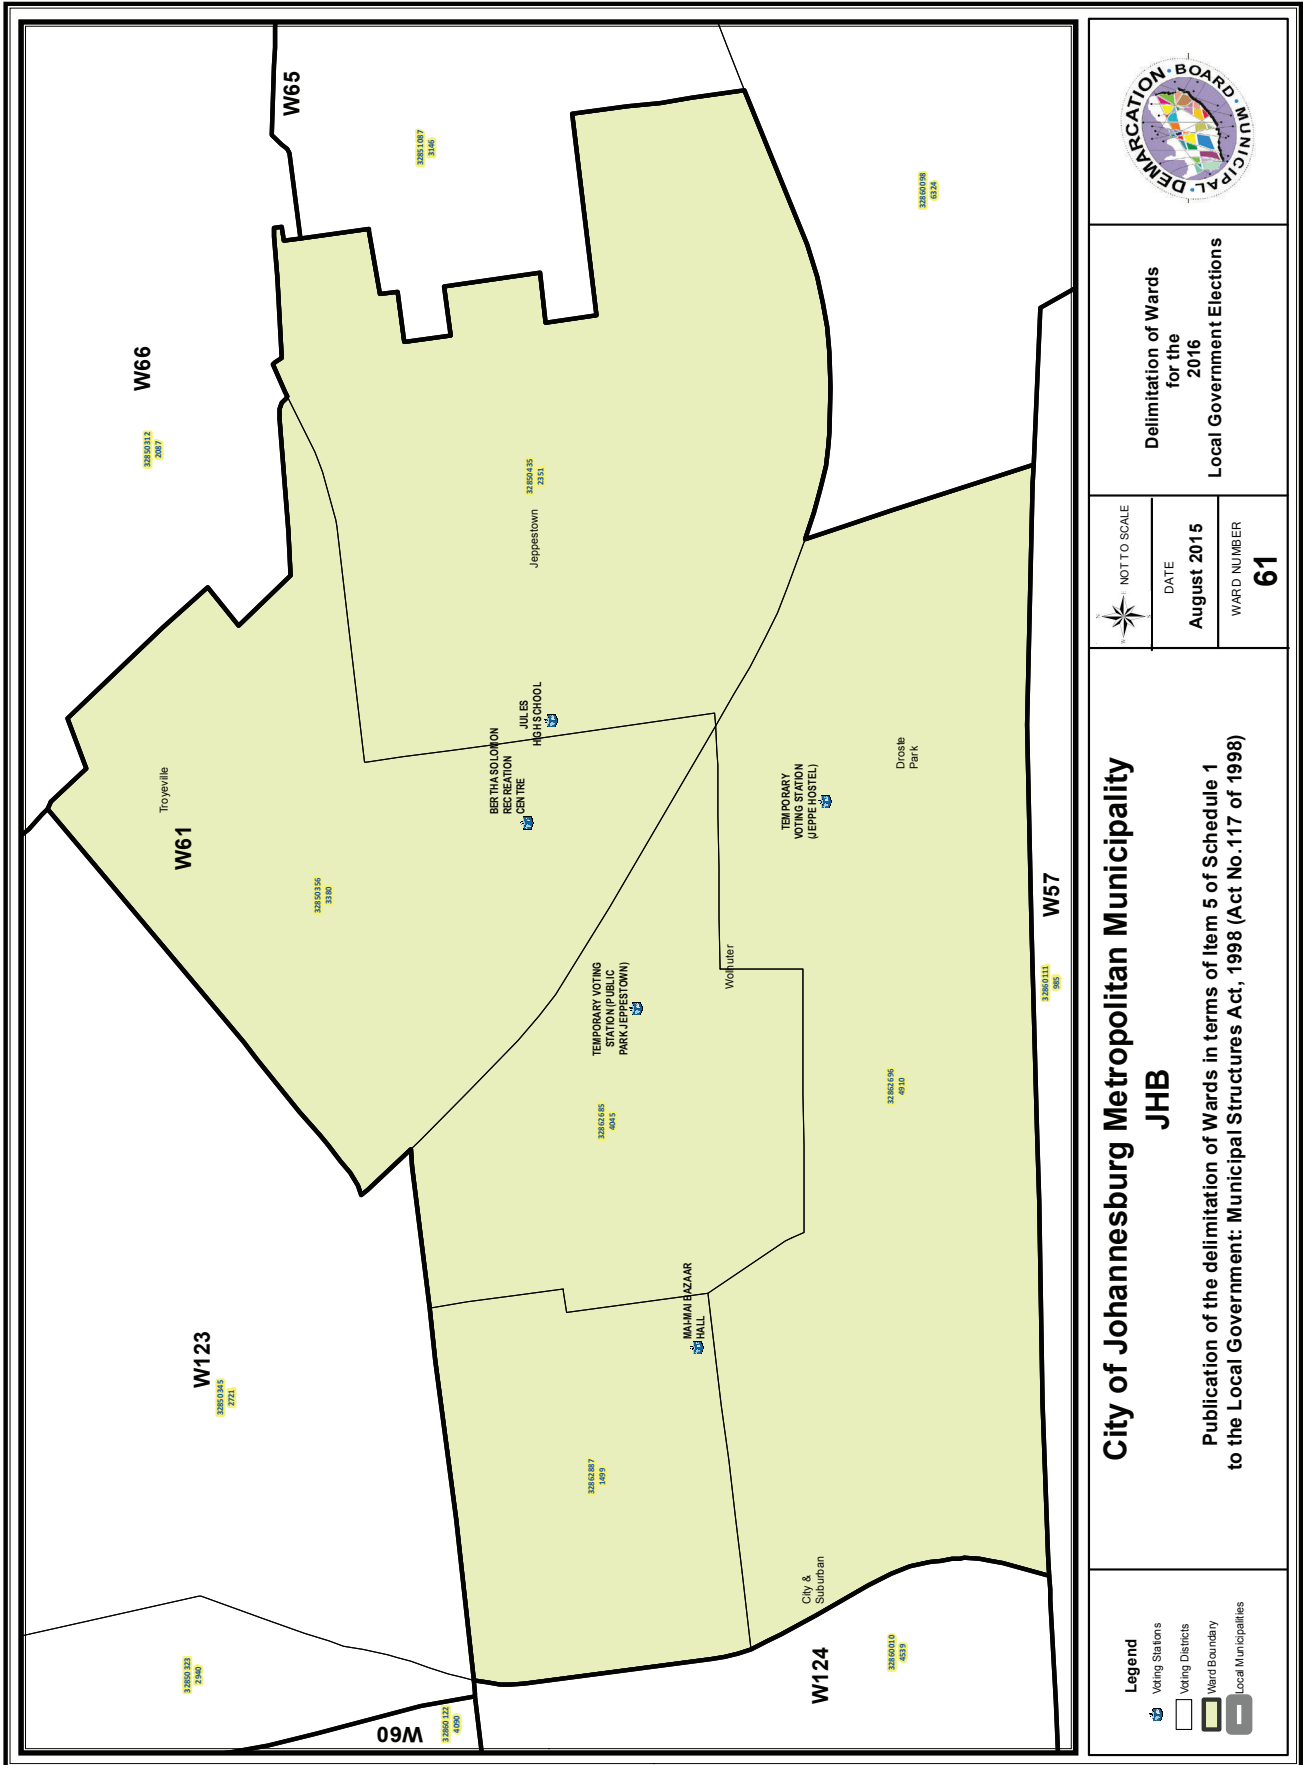 W65
32851087
3146
32860098
6324
W66
32850312
2087
32850435
2351
Jeppestown
JULES
HIGH SCHOOL
BERTHA SOLOMON
RECREATION
CENTRE
Troyeville
W61
32850356
3380
TEMPORARY
VOTING STATION
(JEPPE HOSTEL)
Droste
Park
TEMPORARY VOTING
STATION (PUBLIC
PARK JEPPESTOWN)
Wolhuter
W57
32860111
985
32862685
4045
32862696
4910
MAI-MAI BAZAAR
HALL
W123
32850345
2721
32862887
1499
City &
Suburban
32850323
2940
W60
32860122
4090
W124
32860010
4539
Legend
Voting Stations
Voting Districts
Ward Boundary
Local Municipalities
City of Johannesburg Metropolitan Municipality
JHB
Publication of the delimitation of Wards in terms of Item 5 of Schedule 1
to the Local Government: Municipal Structures Act, 1998 (Act No.117 of 1998)
NOT TO SCALE
DATE
August 2015
WARD NUMBER
61
Delimitation of Wards
for the
2016
Local Government Elections
MUNICIPAL DEMARCATION BOARD